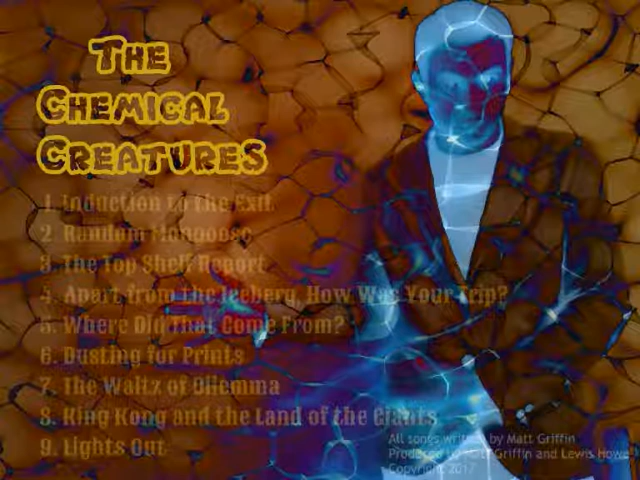 The
Chemical
Creatures
1. Induction to The Exit
2. Random Mongoose
3. The Top Shelf Report
4. Apart from The Iceberg, How Was Your Trip?
5. Where Did That Come From?
6. Dusting for Prints
7. The Waltz of Dilemma
8. King Kong and the Land of the Giants
9. Lights Out
All songs written by Matt Griffin
Produced by Matt Griffin and Lewis Howe
Copyright 2017